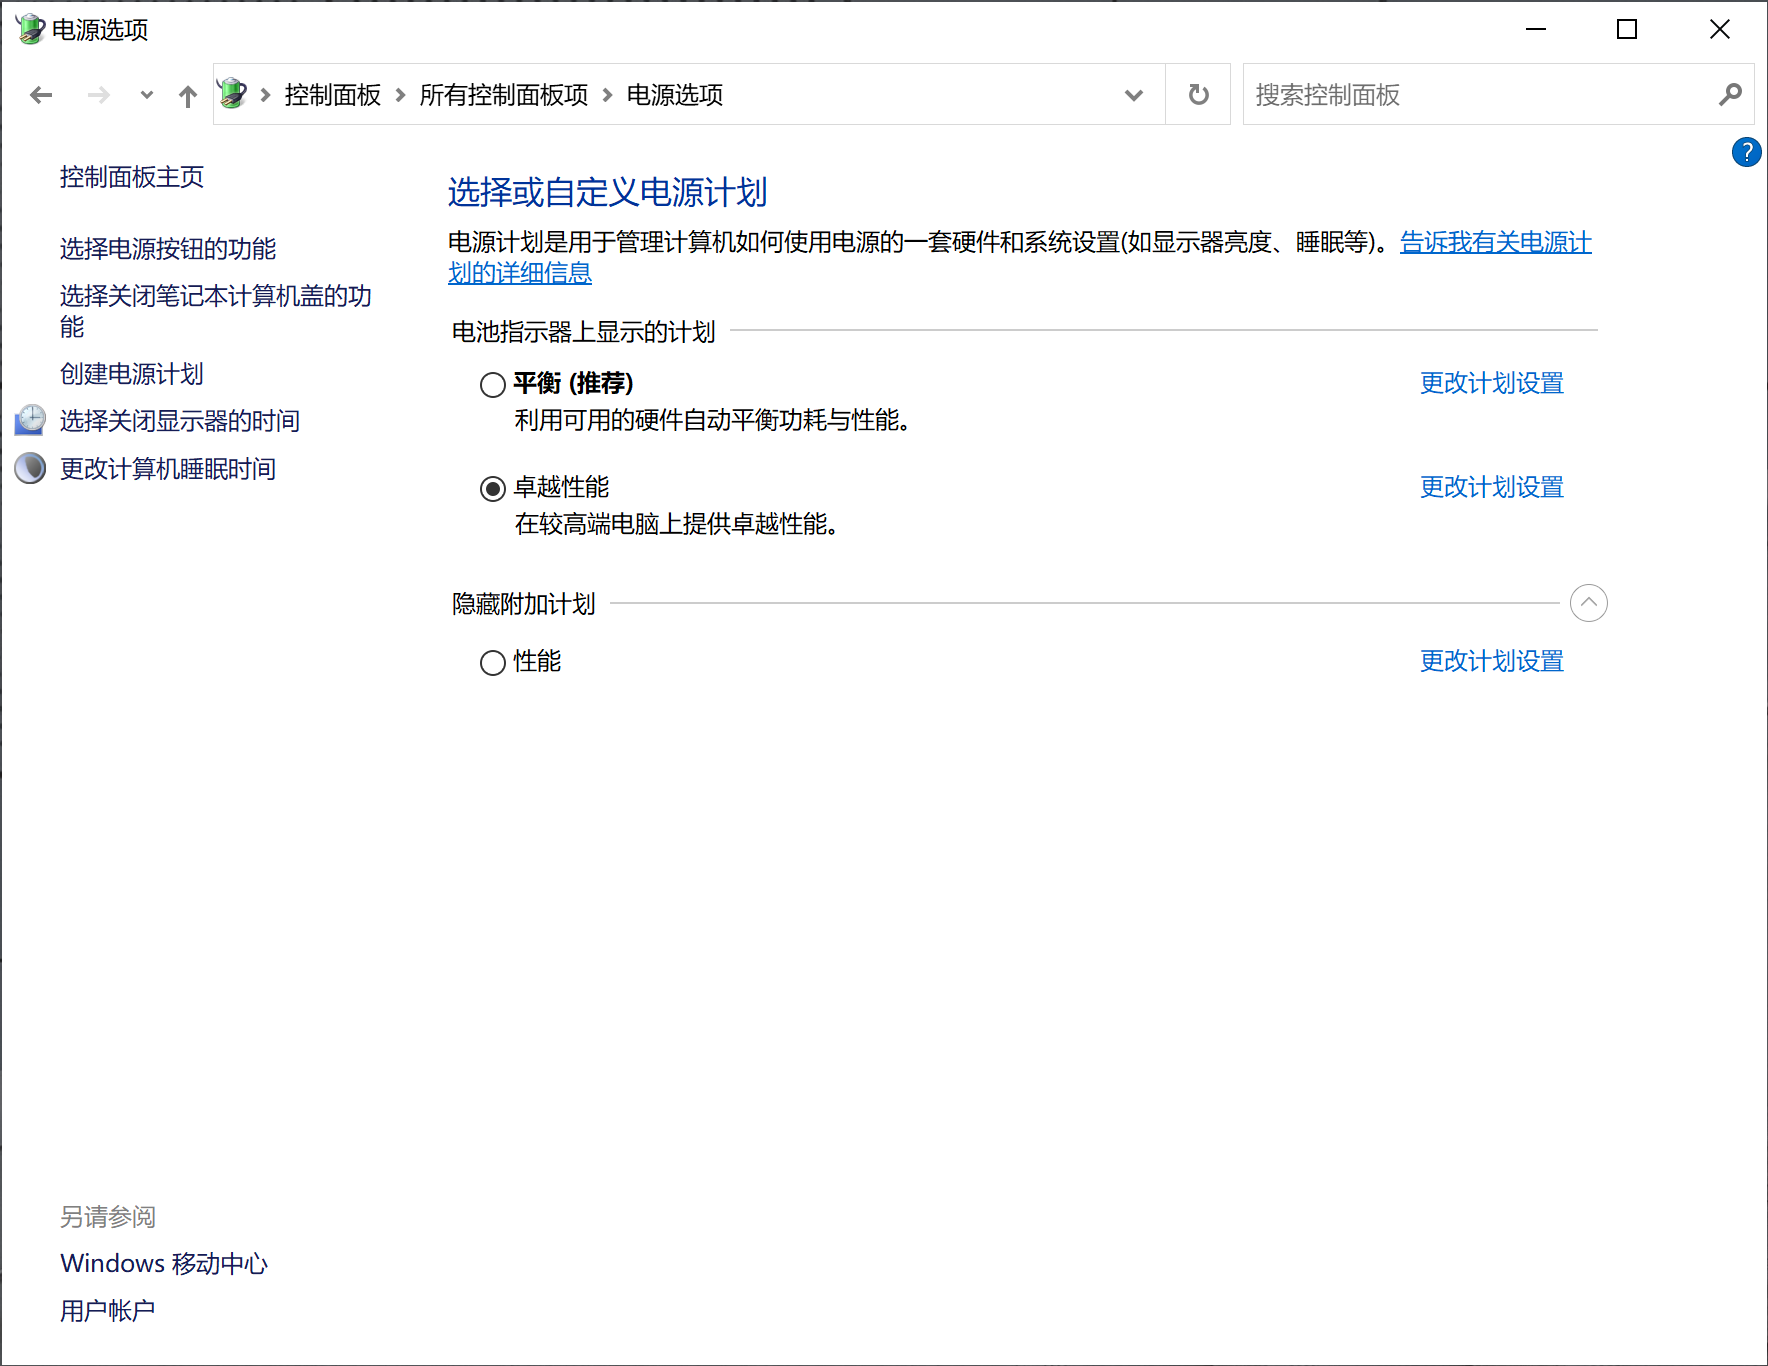 电源选项
控制面板 所有控制面板项 电源选项
搜索控制面板
?
控制面板主页
选择电源按钮的功能
选择关闭笔记本计算机盖的功
能
创建电源计划
选择关闭显示器的时间
更改计算机睡眠时间
选择或自定义电源计划
电源计划是用于管理计算机如何使用电源的一套硬件和系统设置(如显示器亮度、睡眠等)。告诉我有关电源计
划的详细信息
电池指示器上显示的计划
平衡 (推荐) 更改计划设置
利用可用的硬件自动平衡功耗与性能。
卓越性能 更改计划设置
在较高端电脑上提供卓越性能。
隐藏附加计划
性能 更改计划设置
另请参阅
Windows 移动中心
用户帐户